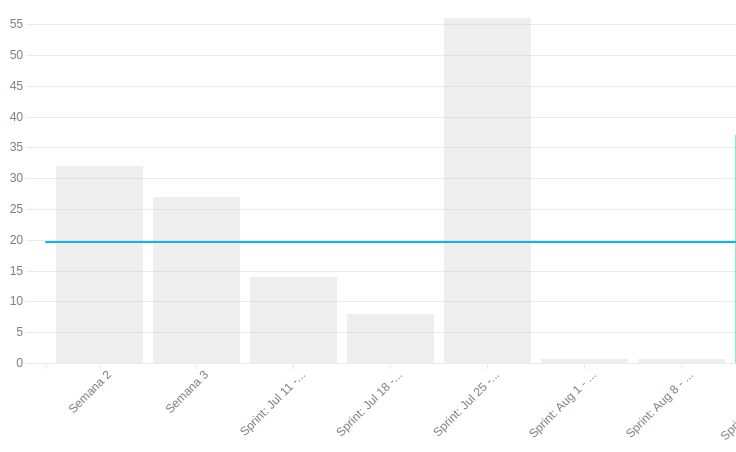 55
50
45
40
35
30
25
20
15
10
5
0
Semana 2
Semana 3
Sprint: Jul 11 -...
Sprint: Jul 18 -...
Sprint: Jul 25 -...
Sprint: Aug 1 - ...
Sprint: Aug 8 - ...